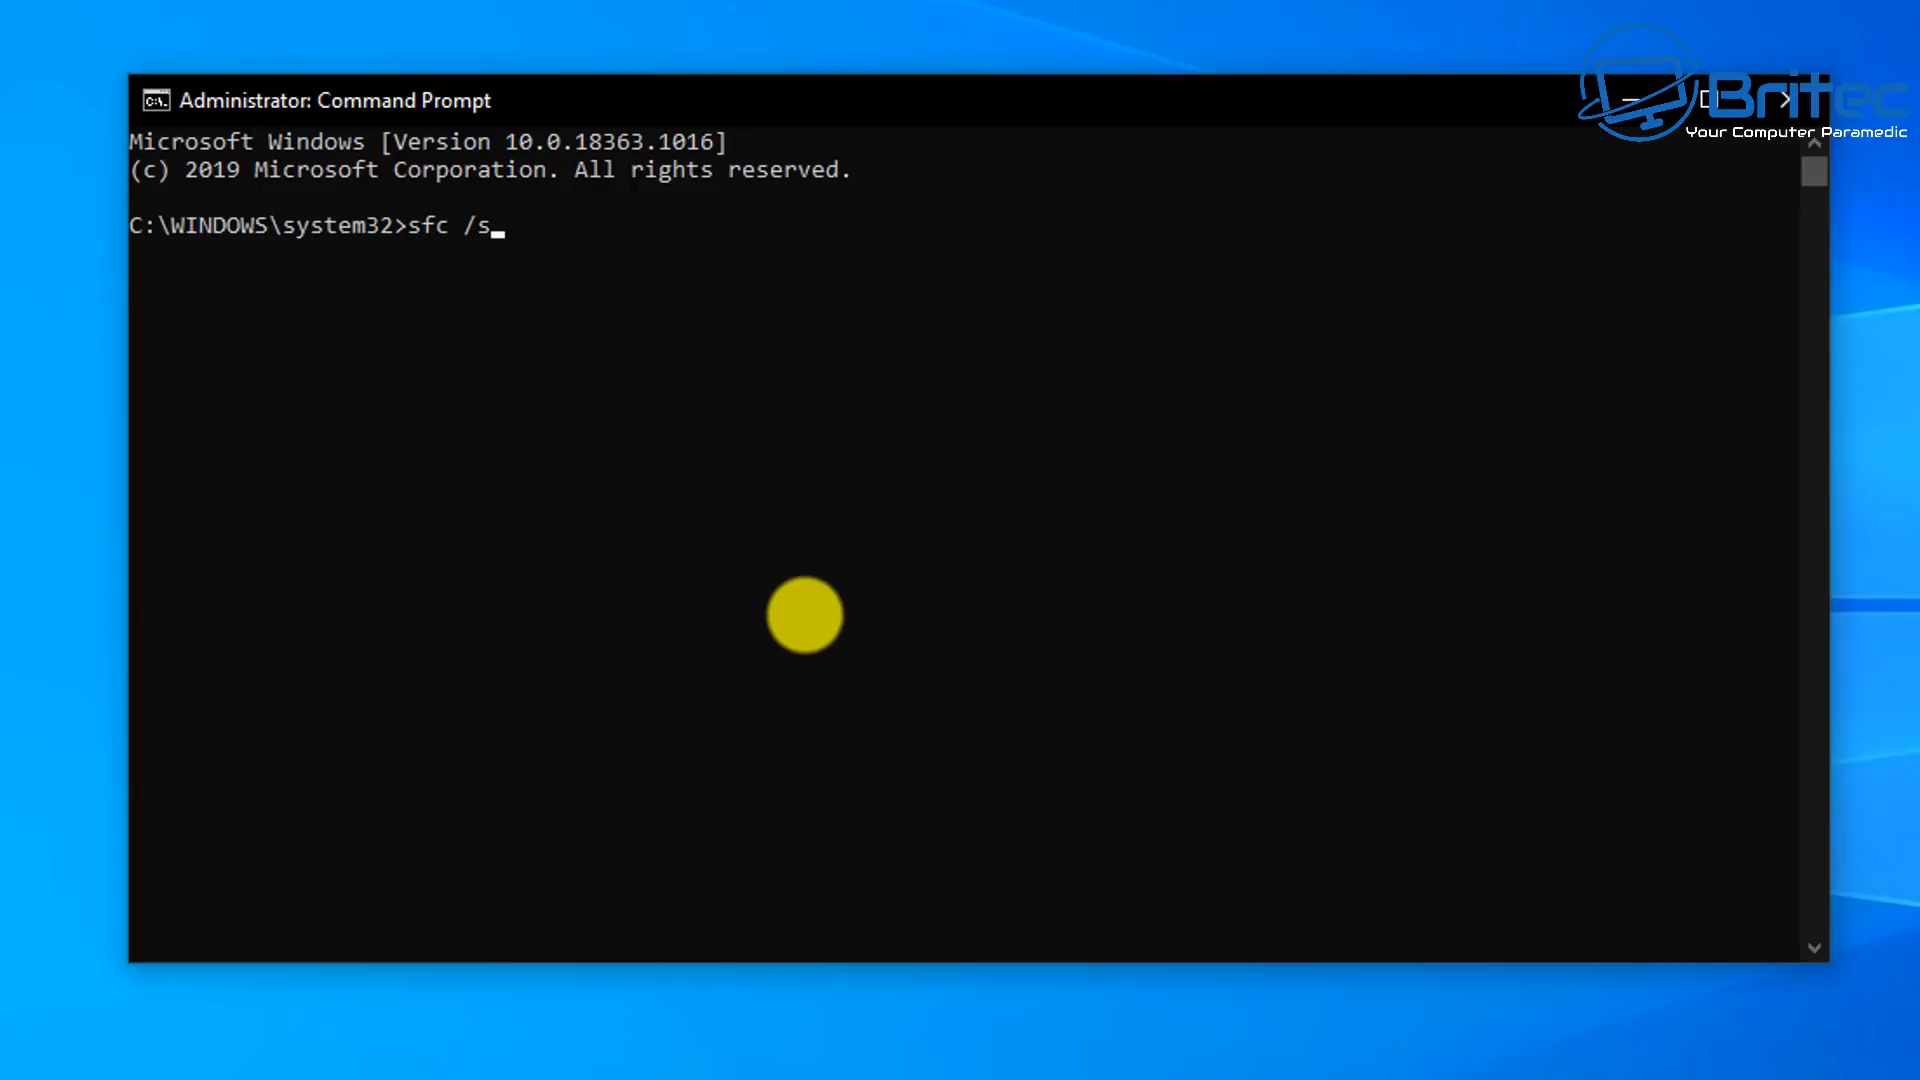 Administrator: Command Prompt
Britec
Your Computer Paramedic
Microsoft Windows [Version 10.0.18363.1016]
(c) 2019 Microsoft Corporation. All rights reserved.
C:\WINDOWS\system32>sfc /s